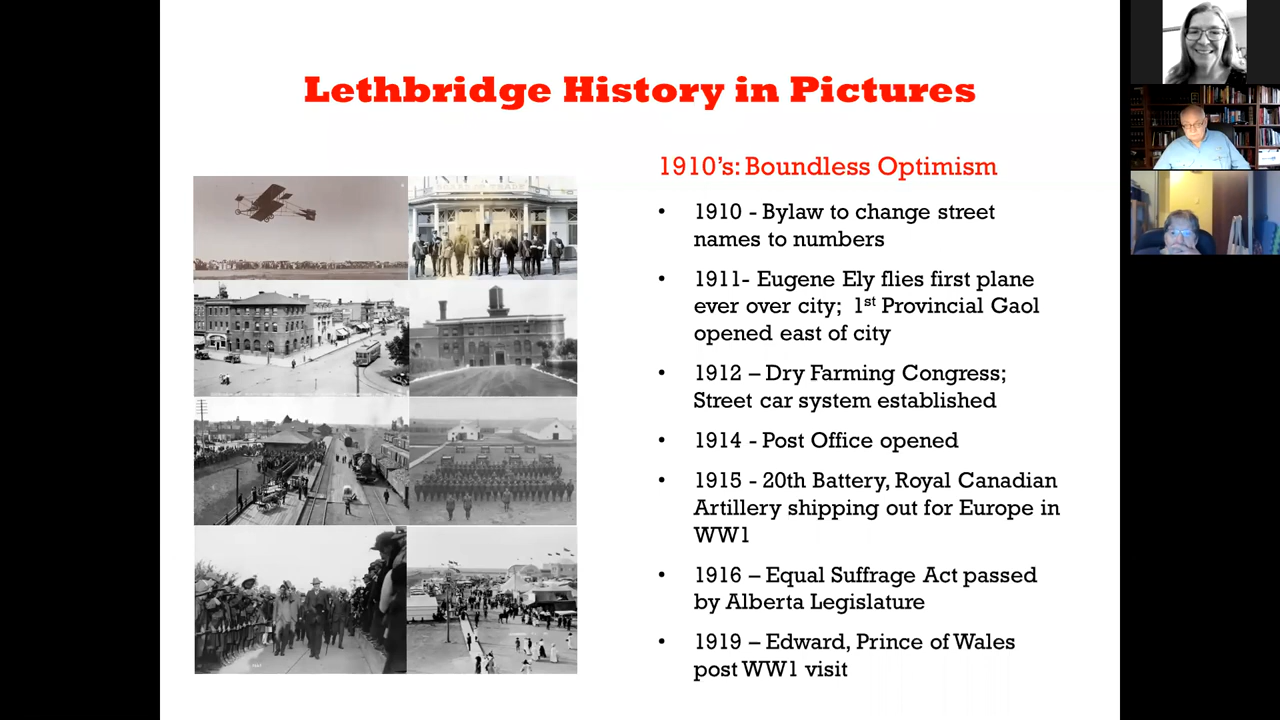 Lethbridge History in Pictures
1910's: Boundless Optimism
• 1910 - Bylaw to change street
names to numbers
• 1911- Eugene Ely flies first plane
ever over city; 1st Provincial Gaol
opened east of city
• 1912 – Dry Farming Congress;
Street car system established
• 1914 - Post Office opened
• 1915 - 20th Battery, Royal Canadian
Artillery shipping out for Europe in
WW1
• 1916 – Equal Suffrage Act passed
by Alberta Legislature
• 1919 – Edward, Prince of Wales
post WW1 visit